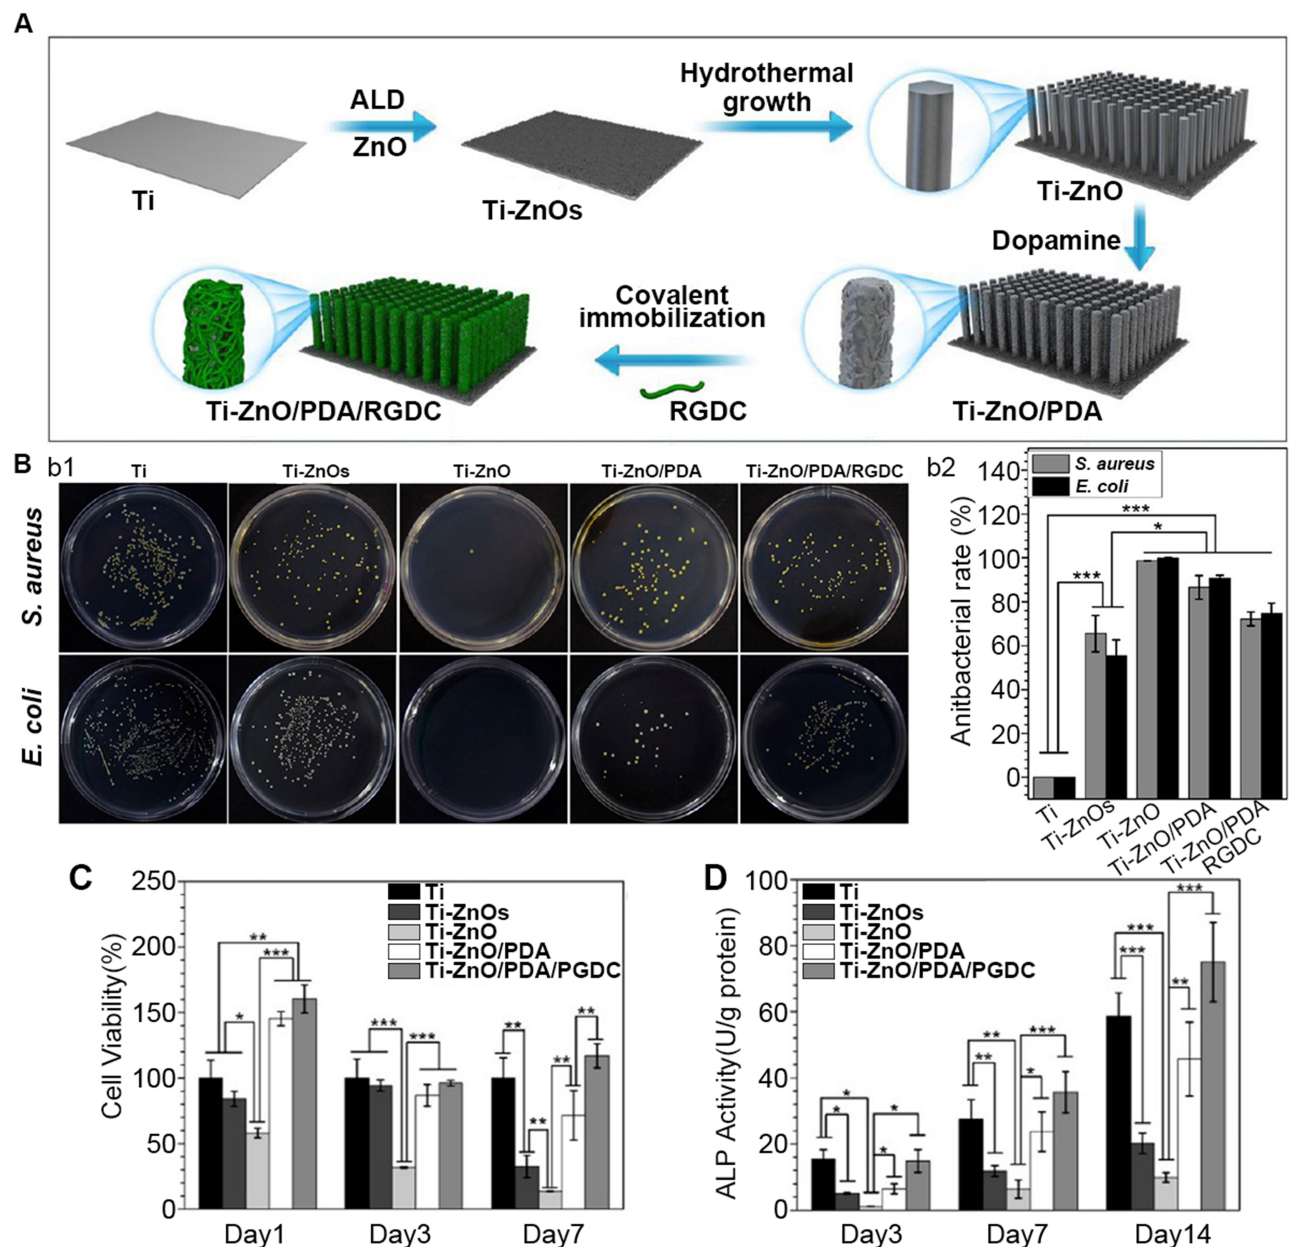 A
ALD
ZnO
Hydrothermal
growth
Ti
Ti-ZnOs
Ti-ZnO
Dopamine
Covalent
immobilization
RGDC
Ti-ZnO/PDA/RGDC
Ti-ZnO/PDA
B b1
Ti Ti-ZnOs Ti-ZnO Ti-ZnO/PDA Ti-ZnO/PDA/RGDC
S. aureus
E. coli
b2
S. aureus
E. coli
Anitbacterial rate (%)
140
120
100
80
60
40
20
0
***
*
***
Ti
Ti-ZnOs
Ti-ZnO
Ti-ZnO/PDA
Ti-ZnO/PDA
RGDC
C
Cell Viability(%)
250
200
150
100
50
0
Ti
Ti-ZnOs
Ti-ZnO
Ti-ZnO/PDA
Ti-ZnO/PDA/PGDC
**
***
*
***
***
**
**
**
**
Day1 Day3 Day7
D
ALP Activity(U/g protein)
100
80
60
40
20
0
Ti
Ti-ZnOs
Ti-ZnO
Ti-ZnO/PDA
Ti-ZnO/PDA/PGDC
*
*
*
*
**
**
***
*
***
***
***
**
Day3 Day7 Day14